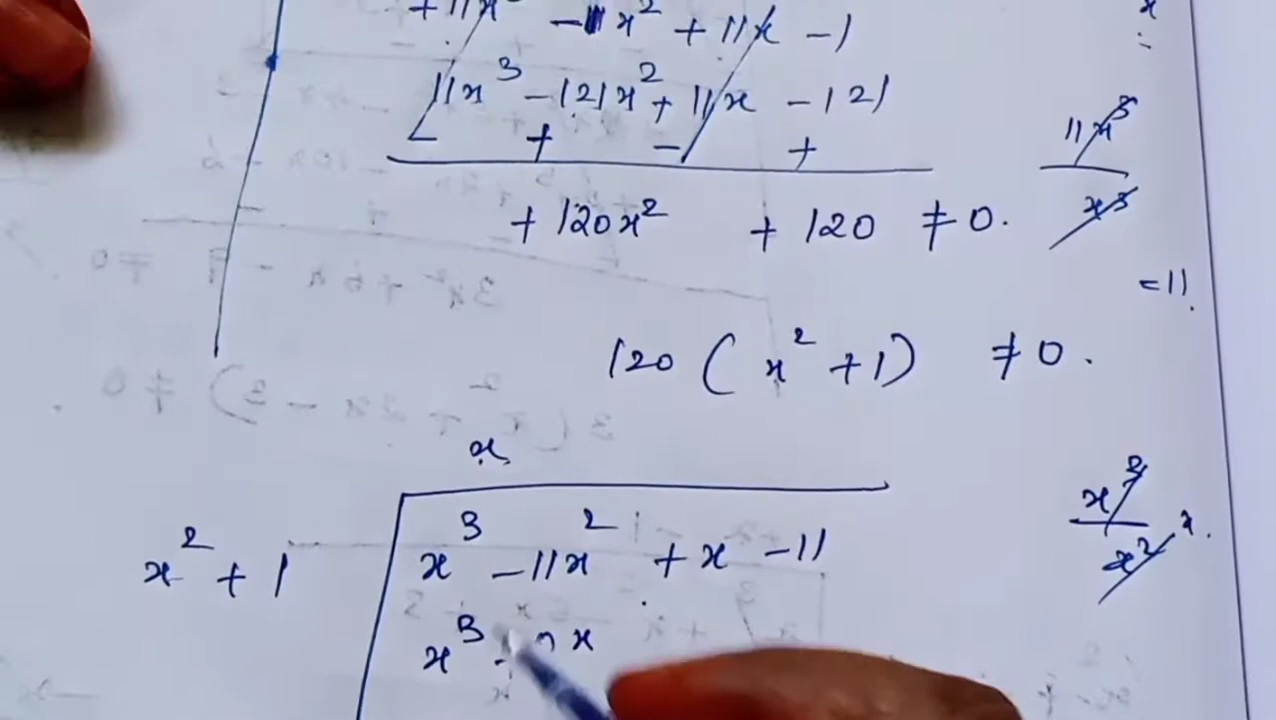 +11x³ -11x² + 11x - 1
11x³ - 121x² + 11x - 121
+ - +
+ 120x² + 120 ≠ 0.
11x³
x³
= 11.
120 (x² + 1) ≠ 0.
x
x² + 1
x³ - 11x² + x - 11
x³
x³
x² x.